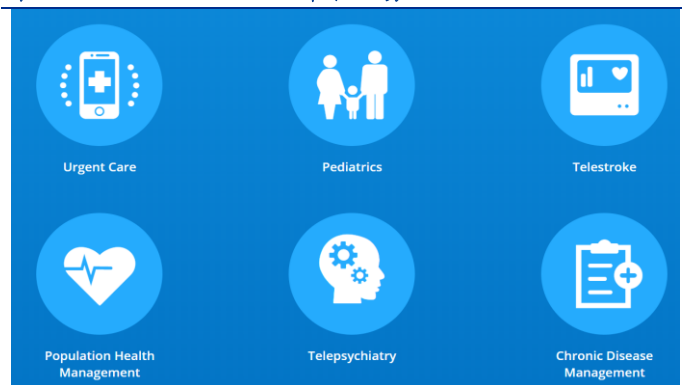 Urgent Care
Pediatrics
Telestroke
Population Health
Management
Telepsychiatry
Chronic Disease
Management